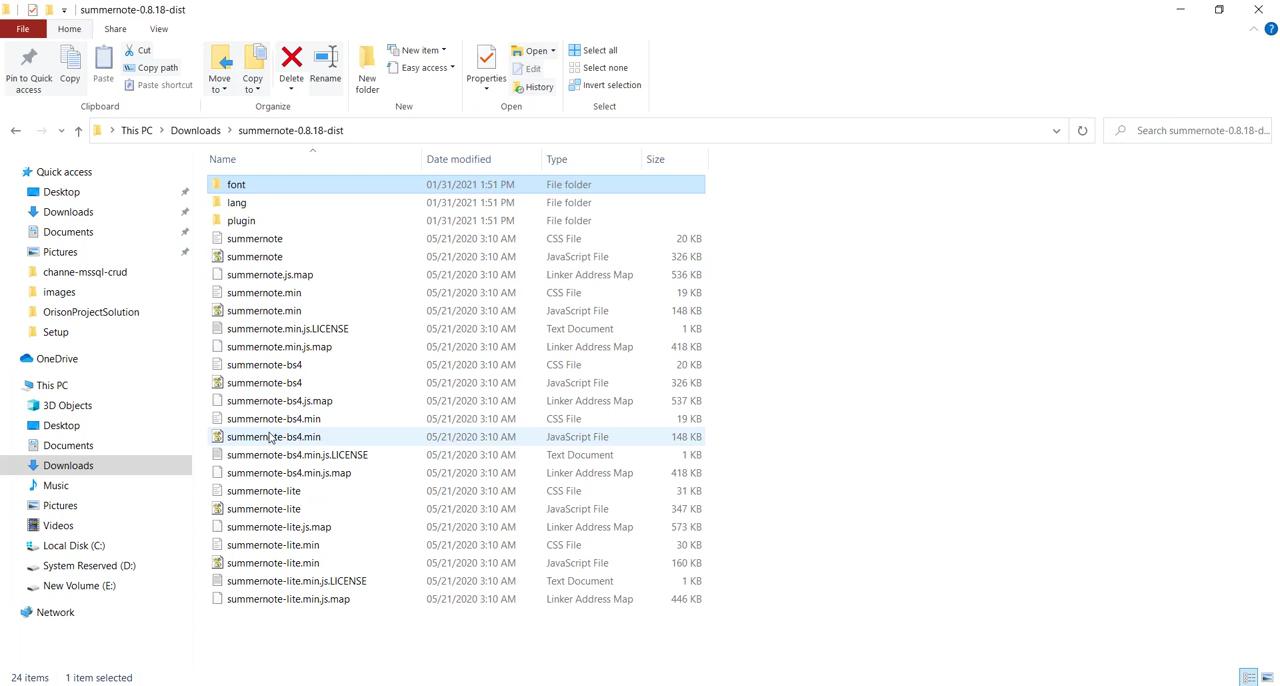 summernote-0.8.18-dist
File Home Share View
Pin to Quick access
Copy
Paste
Cut
Copy path
Paste shortcut
Clipboard
Move to
Copy to
Delete
Rename
Organize
New folder
New item
Easy access
New
Properties
Open
Edit
History
Open
Select all
Select none
Invert selection
Select
This PC > Downloads > summernote-0.8.18-dist
Search summernote-0.8.18-d...
Quick access
Desktop
Downloads
Documents
Pictures
channe-mssql-crud
images
OrisonProjectSolution
Setup
OneDrive
This PC
3D Objects
Desktop
Documents
Downloads
Music
Pictures
Videos
Local Disk (C:)
System Reserved (D:)
New Volume (E:)
Network
Name Date modified Type Size
font 01/31/2021 1:51 PM File folder
lang 01/31/2021 1:51 PM File folder
plugin 01/31/2021 1:51 PM File folder
summernote 05/21/2020 3:10 AM CSS File 20 KB
summernote 05/21/2020 3:10 AM JavaScript File 326 KB
summernote.js.map 05/21/2020 3:10 AM Linker Address Map 536 KB
summernote.min 05/21/2020 3:10 AM CSS File 19 KB
summernote.min 05/21/2020 3:10 AM JavaScript File 148 KB
summernote.min.js.LICENSE 05/21/2020 3:10 AM Text Document 1 KB
summernote.min.js.map 05/21/2020 3:10 AM Linker Address Map 418 KB
summernote-bs4 05/21/2020 3:10 AM CSS File 20 KB
summernote-bs4 05/21/2020 3:10 AM JavaScript File 326 KB
summernote-bs4.js.map 05/21/2020 3:10 AM Linker Address Map 537 KB
summernote-bs4.min 05/21/2020 3:10 AM CSS File 19 KB
summernote-bs4.min 05/21/2020 3:10 AM JavaScript File 148 KB
summernote-bs4.min.js.LICENSE 05/21/2020 3:10 AM Text Document 1 KB
summernote-bs4.min.js.map 05/21/2020 3:10 AM Linker Address Map 418 KB
summernote-lite 05/21/2020 3:10 AM CSS File 31 KB
summernote-lite 05/21/2020 3:10 AM JavaScript File 347 KB
summernote-lite.js.map 05/21/2020 3:10 AM Linker Address Map 573 KB
summernote-lite.min 05/21/2020 3:10 AM CSS File 30 KB
summernote-lite.min 05/21/2020 3:10 AM JavaScript File 160 KB
summernote-lite.min.js.LICENSE 05/21/2020 3:10 AM Text Document 1 KB
summernote-lite.min.js.map 05/21/2020 3:10 AM Linker Address Map 446 KB
24 items 1 item selected